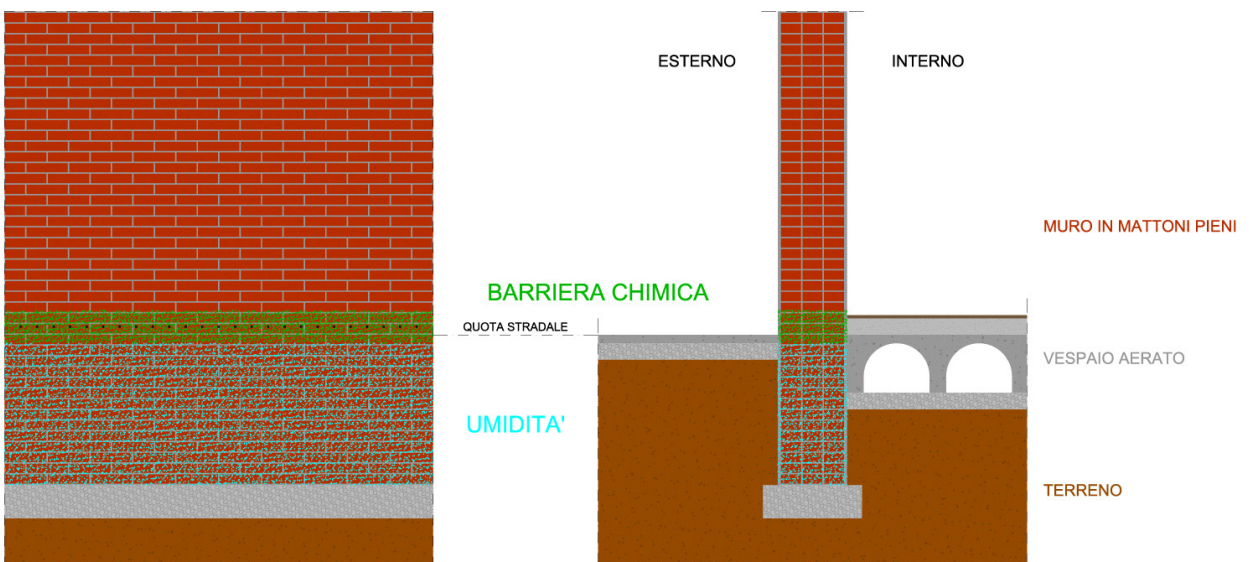 ESTERNO
INTERNO
MURO IN MATTONI PIENI
BARRIERA CHIMICA
QUOTA STRADALE
VESPAIO AERATO
UMIDITA'
TERRENO